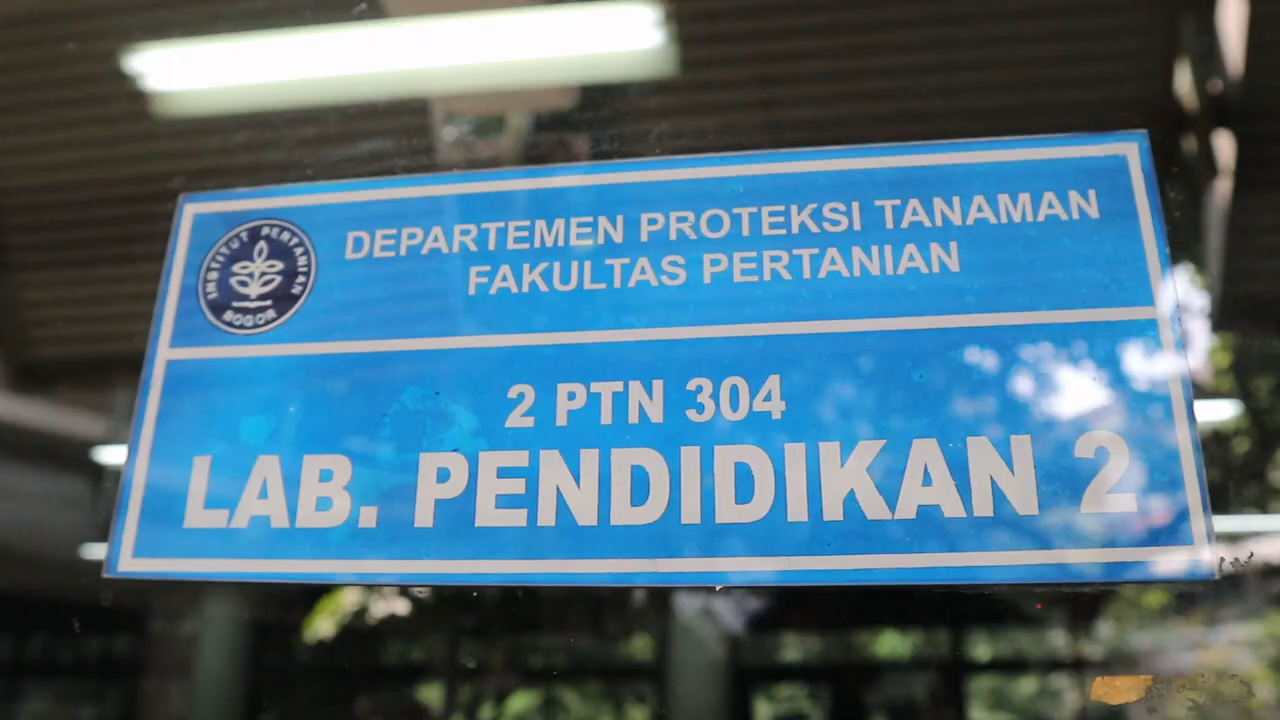 INSTITUT PERTANIAN
BOGOR
DEPARTEMEN PROTEKSI TANAMAN
FAKULTAS PERTANIAN
2 PTN 304
LAB. PENDIDIKAN 2